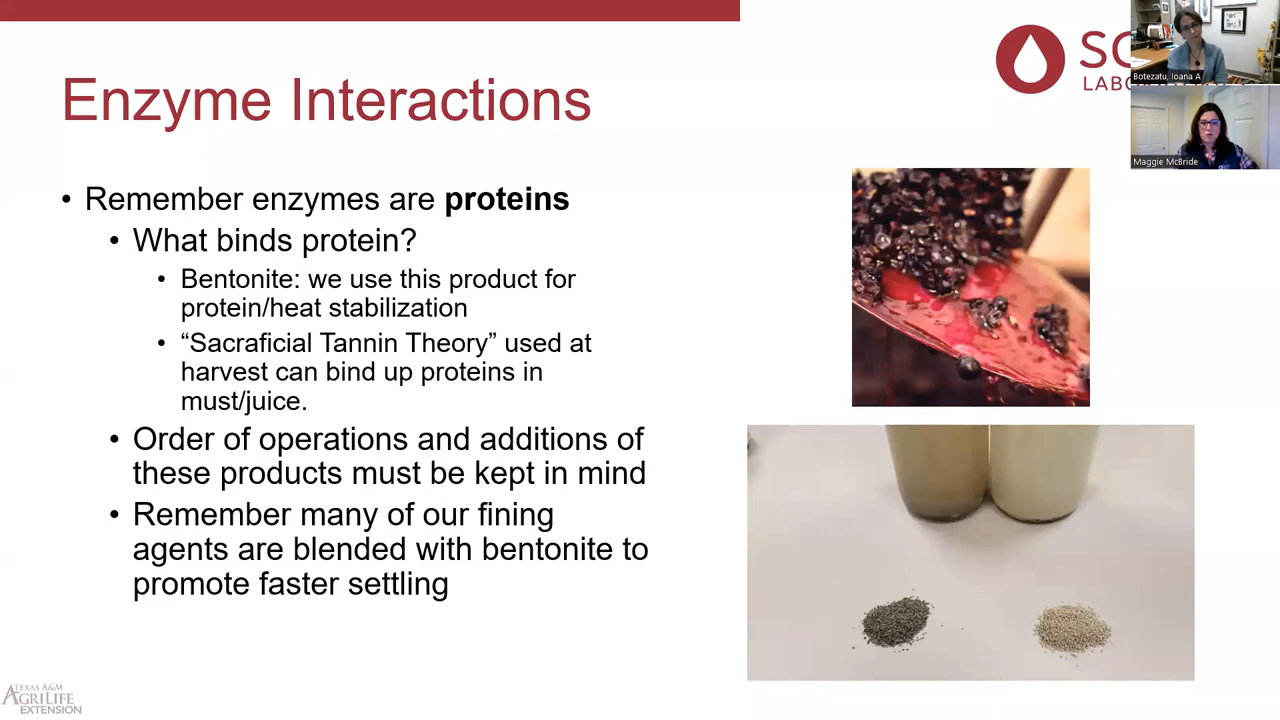 Enzyme Interactions
• Remember enzymes are proteins
• What binds protein?
• Bentonite: we use this product for
protein/heat stabilization
• “Sacraficial Tannin Theory” used at
harvest can bind up proteins in
must/juice.
• Order of operations and additions of
these products must be kept in mind
• Remember many of our fining
agents are blended with bentonite to
promote faster settling
Botezatu, Ioana A
Maggie McBride
TEXAS A&M
AGRILIFE
EXTENSION